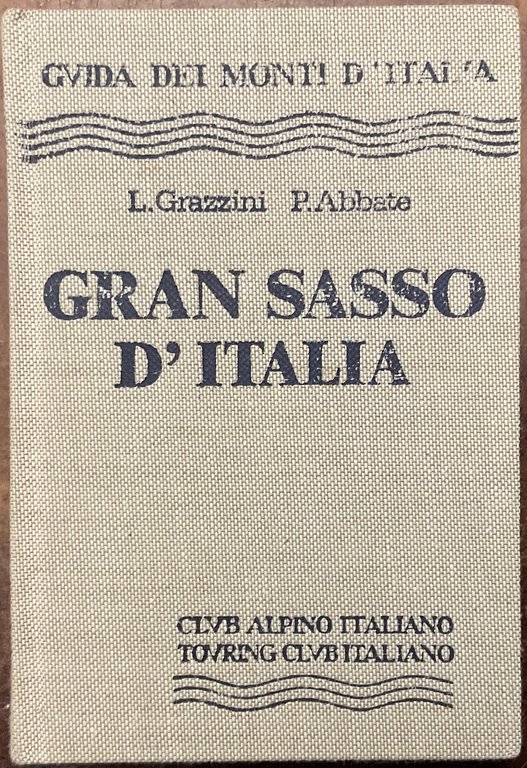 GVIDA DEI MONTI D'ITALIA
L.Grazzini P.Abbate
GRAN SASSO
D'ITALIA
CLVB ALPINO ITALIANO
TOVRING CLVB ITALIANO